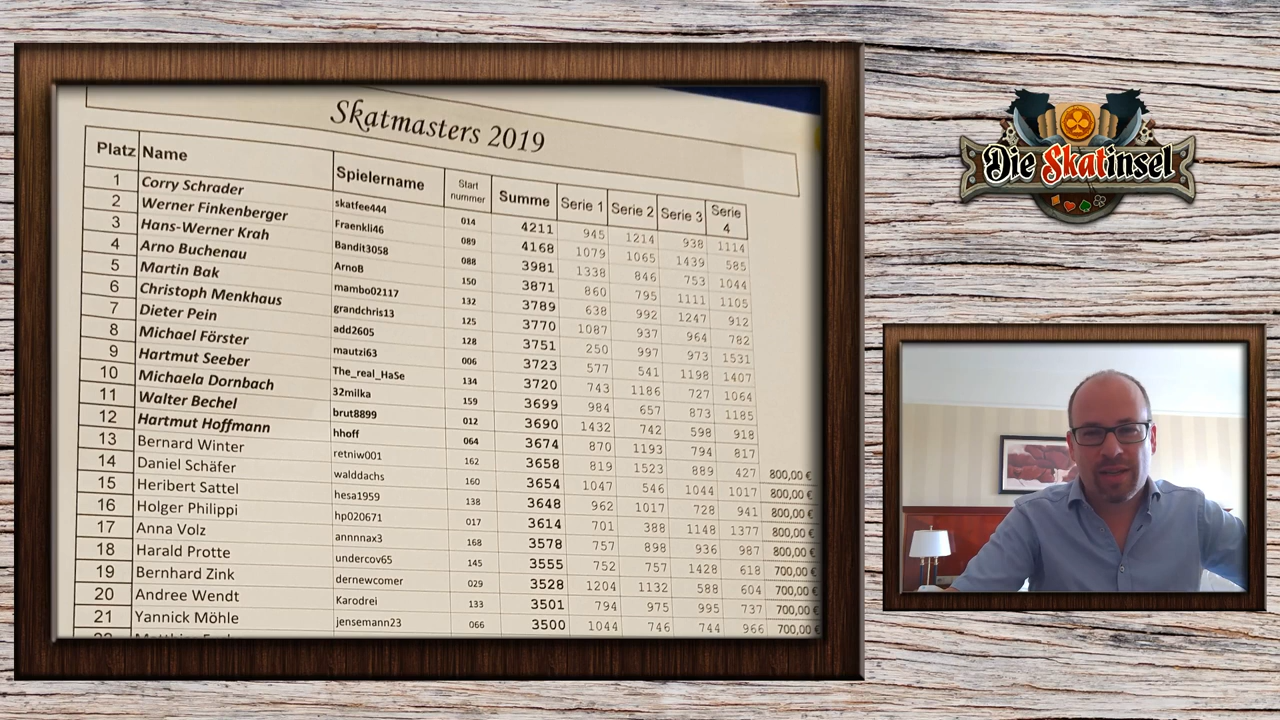 Skatmasters 2019
Platz Name Spielername Start nummer Summe Serie 1 Serie 2 Serie 3 Serie 4
1 Corry Schrader skatfee444 014 4211 945 1214 938 1114
2 Werner Finkenberger Fraenkli46 089 4168 1079 1065 1439 585
3 Hans-Werner Krah Bandit3058 088 3981 1338 846 753 1044
4 Arno Buchenau ArnoB 150 3871 860 795 1111 1105
5 Martin Bak mambo02117 132 3789 638 992 1247 912
6 Christoph Menkhaus grandchris13 125 3770 1087 937 964 782
7 Dieter Pein add2605 128 3751 250 997 973 1531
8 Michael Förster mautzi63 006 3723 577 541 1198 1407
9 Hartmut Seeber The_real_HaSe 134 3720 743 1186 727 1064
10 Michaela Dornbach 32milka 159 3699 984 657 873 1185
11 Walter Bechel brut8899 012 3690 1432 742 598 918
12 Hartmut Hoffmann hhoff 064 3674 870 1193 794 817
13 Bernard Winter retniw001 162 3658 819 1523 889 427 800,00 €
14 Daniel Schäfer walddachs 160 3654 1047 546 1044 1017 800,00 €
15 Heribert Sattel hesa1959 138 3648 962 1017 728 941 800,00 €
16 Holger Philippi hp020671 017 3614 701 388 1148 1377 800,00 €
17 Anna Volz annnnax3 168 3578 757 898 936 987 800,00 €
18 Harald Protte undercov65 145 3555 752 757 1428 618 700,00 €
19 Bernhard Zink dernewcomer 029 3528 1204 1132 588 604 700,00 €
20 Andree Wendt Karodrei 133 3501 794 975 995 737 700,00 €
21 Yannick Möhle jensemann23 066 3500 1044 746 744 966 700,00 €
Die Skatinsel